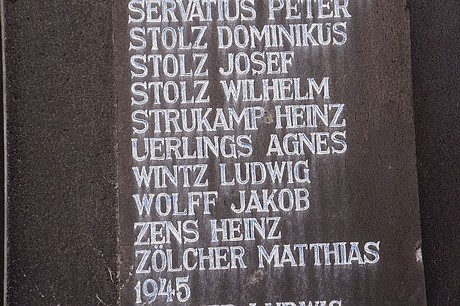 SERVATIUS PETER
STOLZ DOMINIKUS
STOLZ JOSEF
STOLZ WILHELM
STRUKAMP HEINZ
UERLINGS AGNES
WINTZ LUDWIG
WOLFF JAKOB
ZENS HEINZ
ZÖLCHER MATTHIAS
1945
LUDWIG